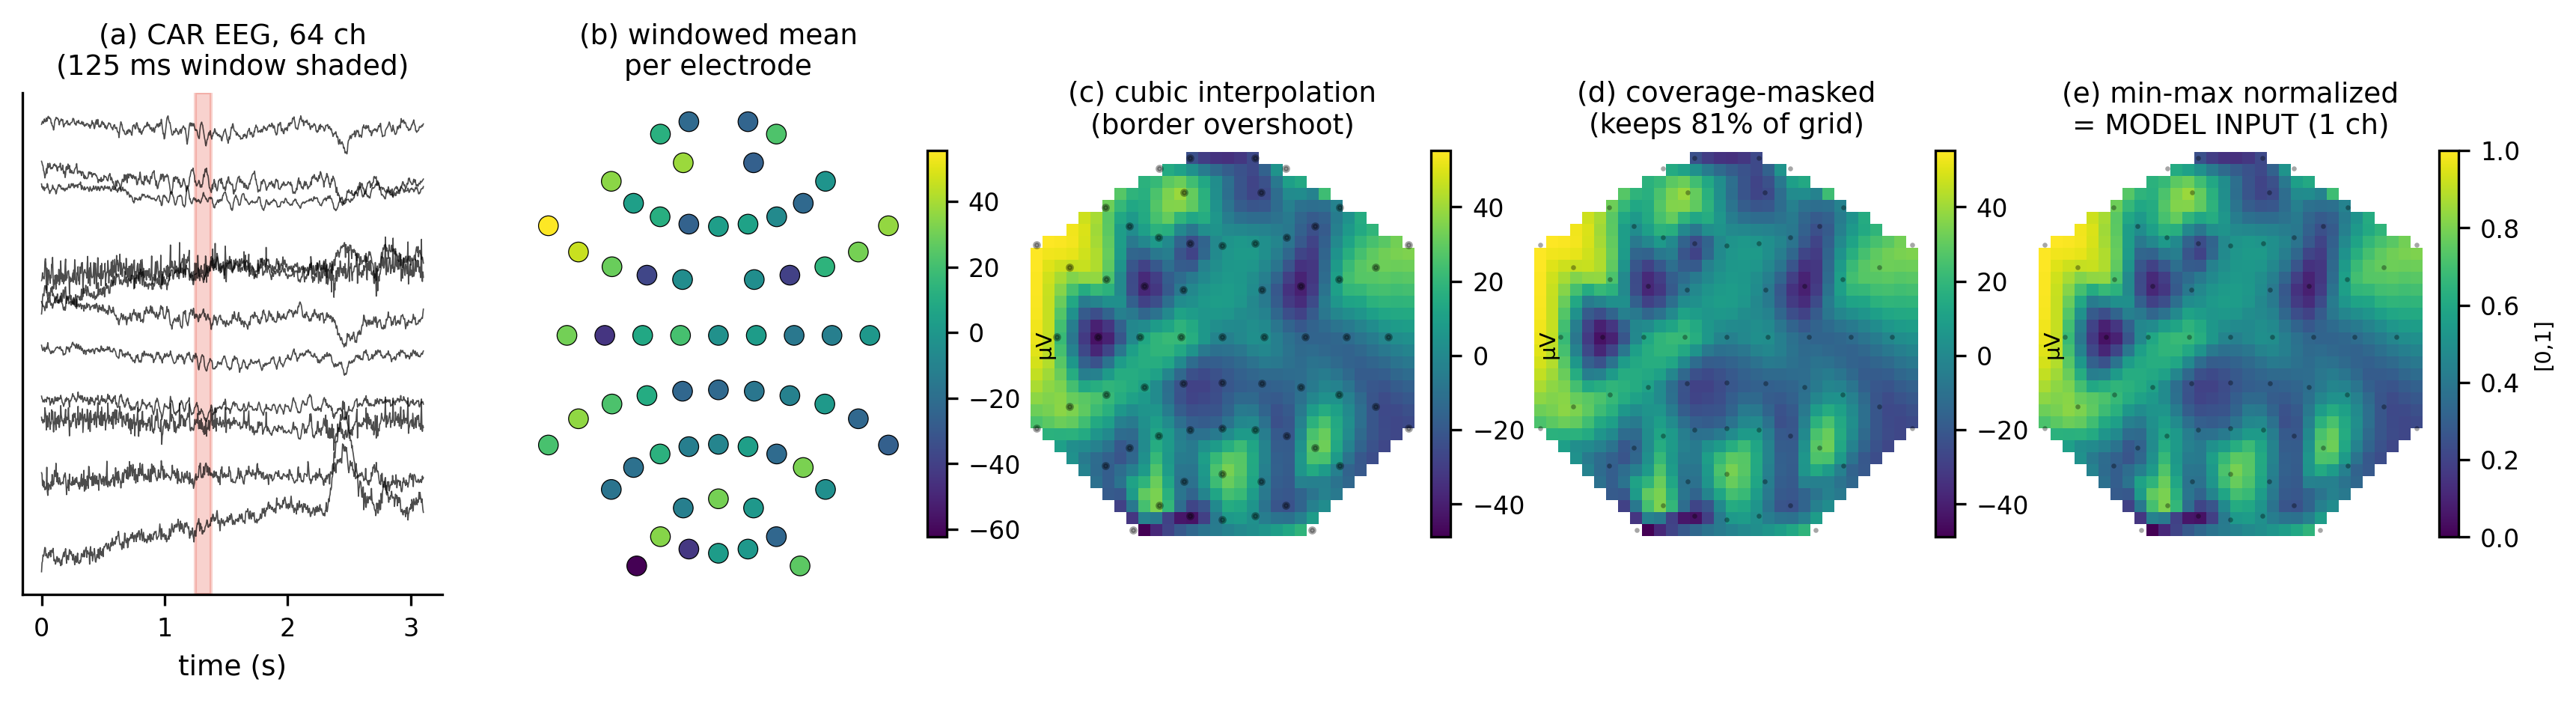 (a) CAR EEG, 64 ch
(125 ms window shaded)
0
1
2
3
time (s)
(b) windowed mean
per electrode
40
20
0
−20
−40
−60
µV
(c) cubic interpolation
(border overshoot)
40
20
0
−20
−40
µV
(d) coverage-masked
(keeps 81% of grid)
40
20
0
−20
−40
µV
(e) min-max normalized
= MODEL INPUT (1 ch)
1.0
0.8
0.6
0.4
0.2
0.0
[0,1]